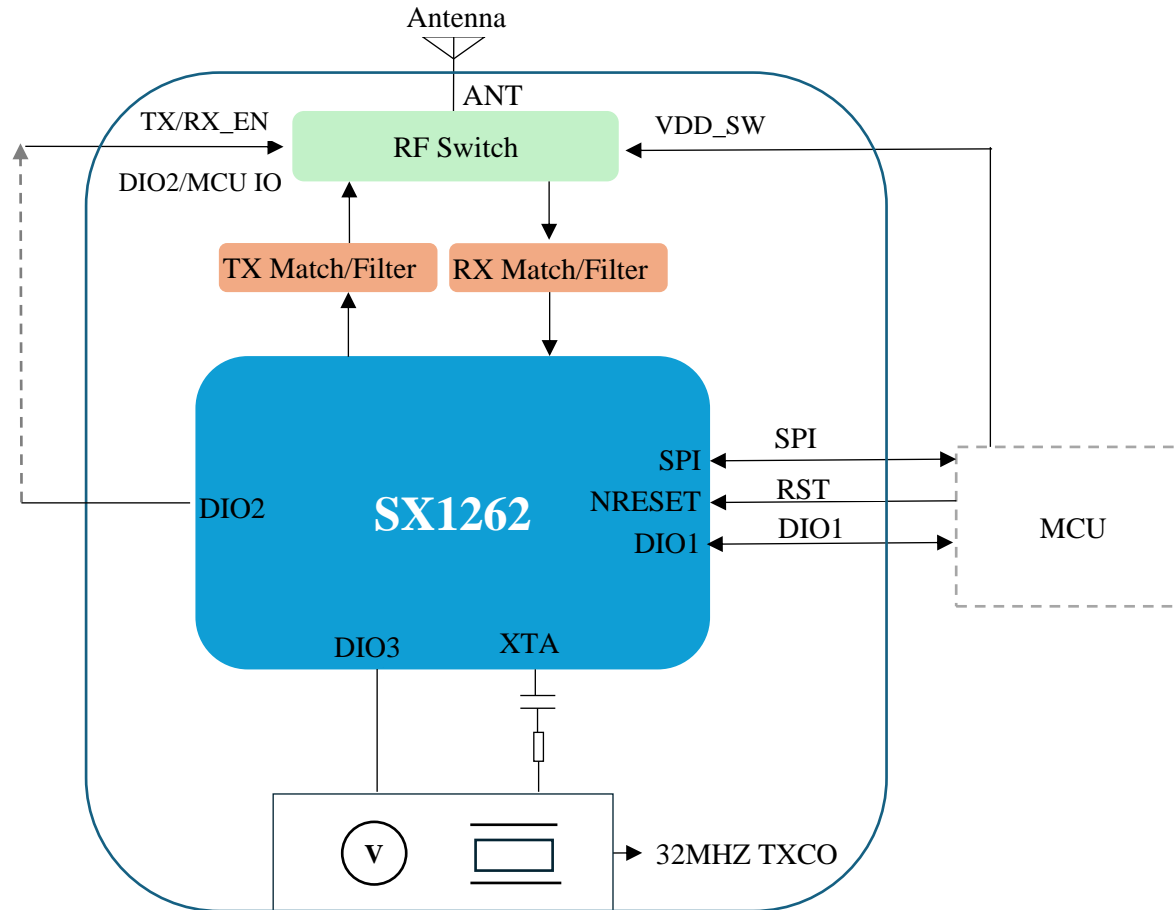 Antenna
ANT
TX/RX_EN
VDD_SW
RF Switch
DIO2/MCU IO
TX Match/Filter
RX Match/Filter
SPI
SPI
NRESET
RST
DIO2
SX1262
DIO1
DIO1
MCU
DIO3
XTA
V
32MHZ TXCO